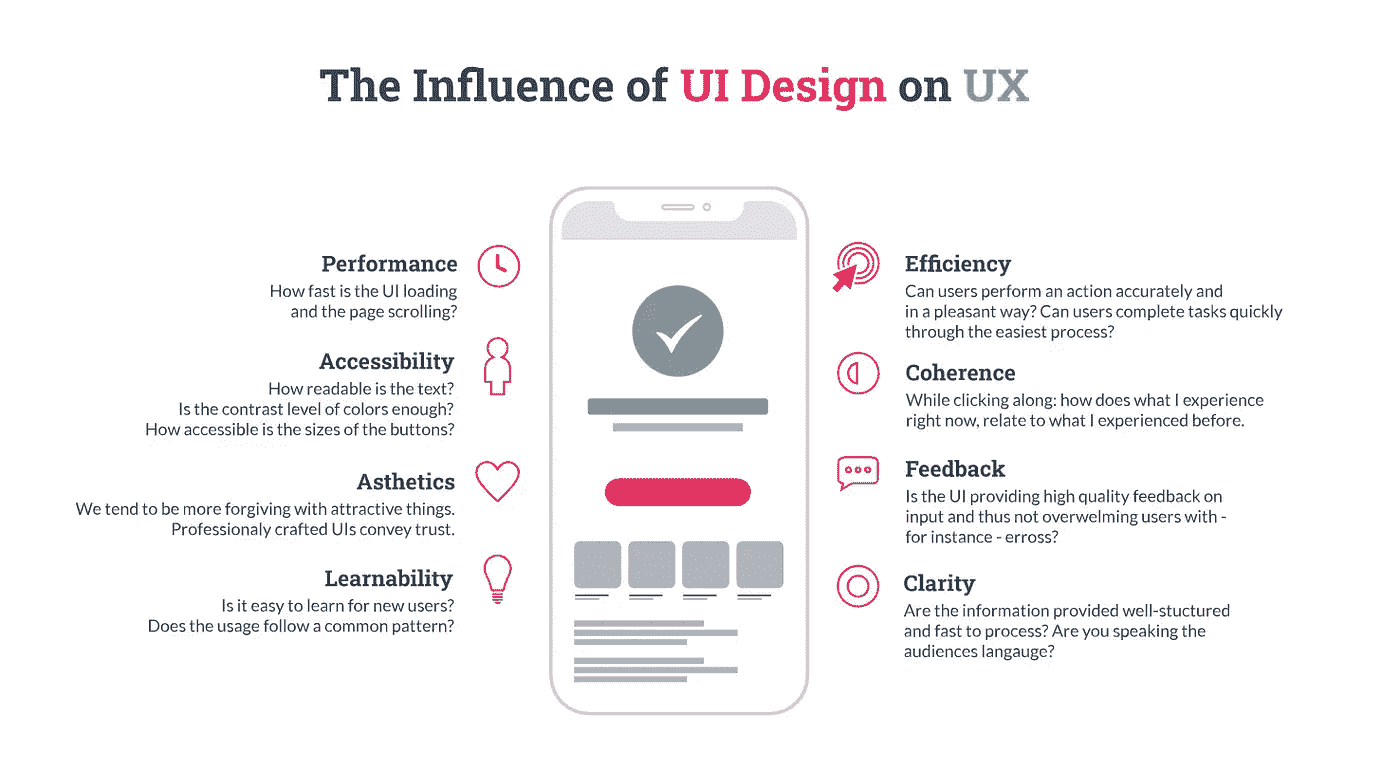 The Influence of UI Design on UX
Performance
How fast is the UI loading
and the page scrolling?
Accessibility
How readable is the text?
Is the contrast level of colors enough?
How accessible is the sizes of the buttons?
Asthetics
We tend to be more forgiving with attractive things.
Professionaly crafted UIs convey trust.
Learnability
Is it easy to learn for new users?
Does the usage follow a common pattern?
Efficiency
Can users perform an action accurately and
in a pleasant way? Can users complete tasks quickly
through the easiest process?
Coherence
While clicking along: how does what I experience
right now, relate to what I experienced before.
Feedback
Is the UI providing high quality feedback on
input and thus not overwelming users with -
for instance - erross?
Clarity
Are the information provided well-stuctured
and fast to process? Are you speaking the
audiences langauge?